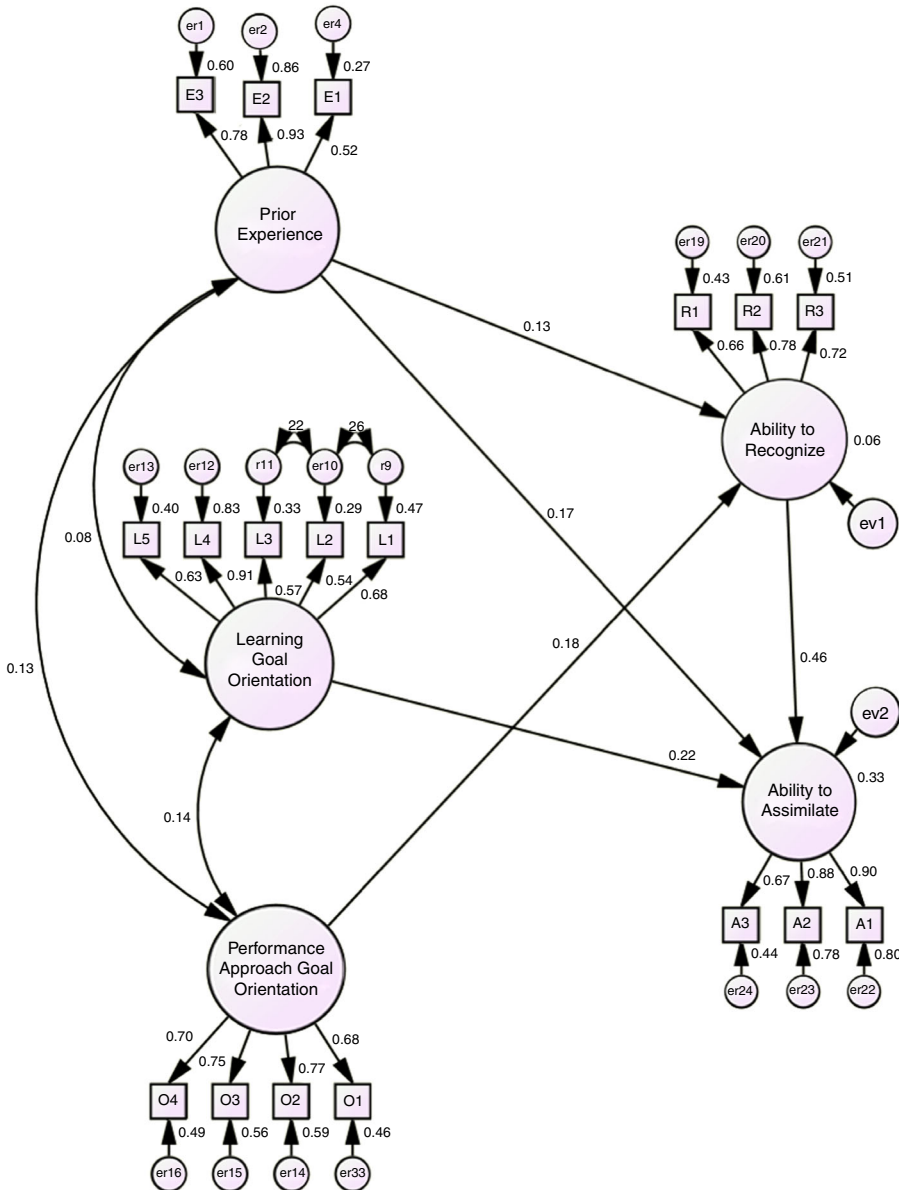 er1 er2 er4
0.60 0.86 0.27
E3 E2 E1
0.78 0.93 0.52
Prior
Experience
er19 er20 er21
0.43 0.61 0.51
R1 R2 R3
0.66 0.78 0.72
0.13
Ability to
Recognize
0.06
ev1
22 26
er13 er12 r11 er10 r9
0.40 0.83 0.33 0.29 0.47
L5 L4 L3 L2 L1
0.63 0.91 0.57 0.54 0.68
0.08
0.17
Learning
Goal
Orientation
0.18
0.46
0.13
ev2
0.22
0.33
Ability to
Assimilate
0.14
0.67 0.88 0.90
A3 A2 A1
0.44 0.78 0.80
er24 er23 er22
Performance
Approach Goal
Orientation
0.70 0.75 0.77 0.68
O4 O3 O2 O1
0.49 0.56 0.59 0.46
er16 er15 er14 er33